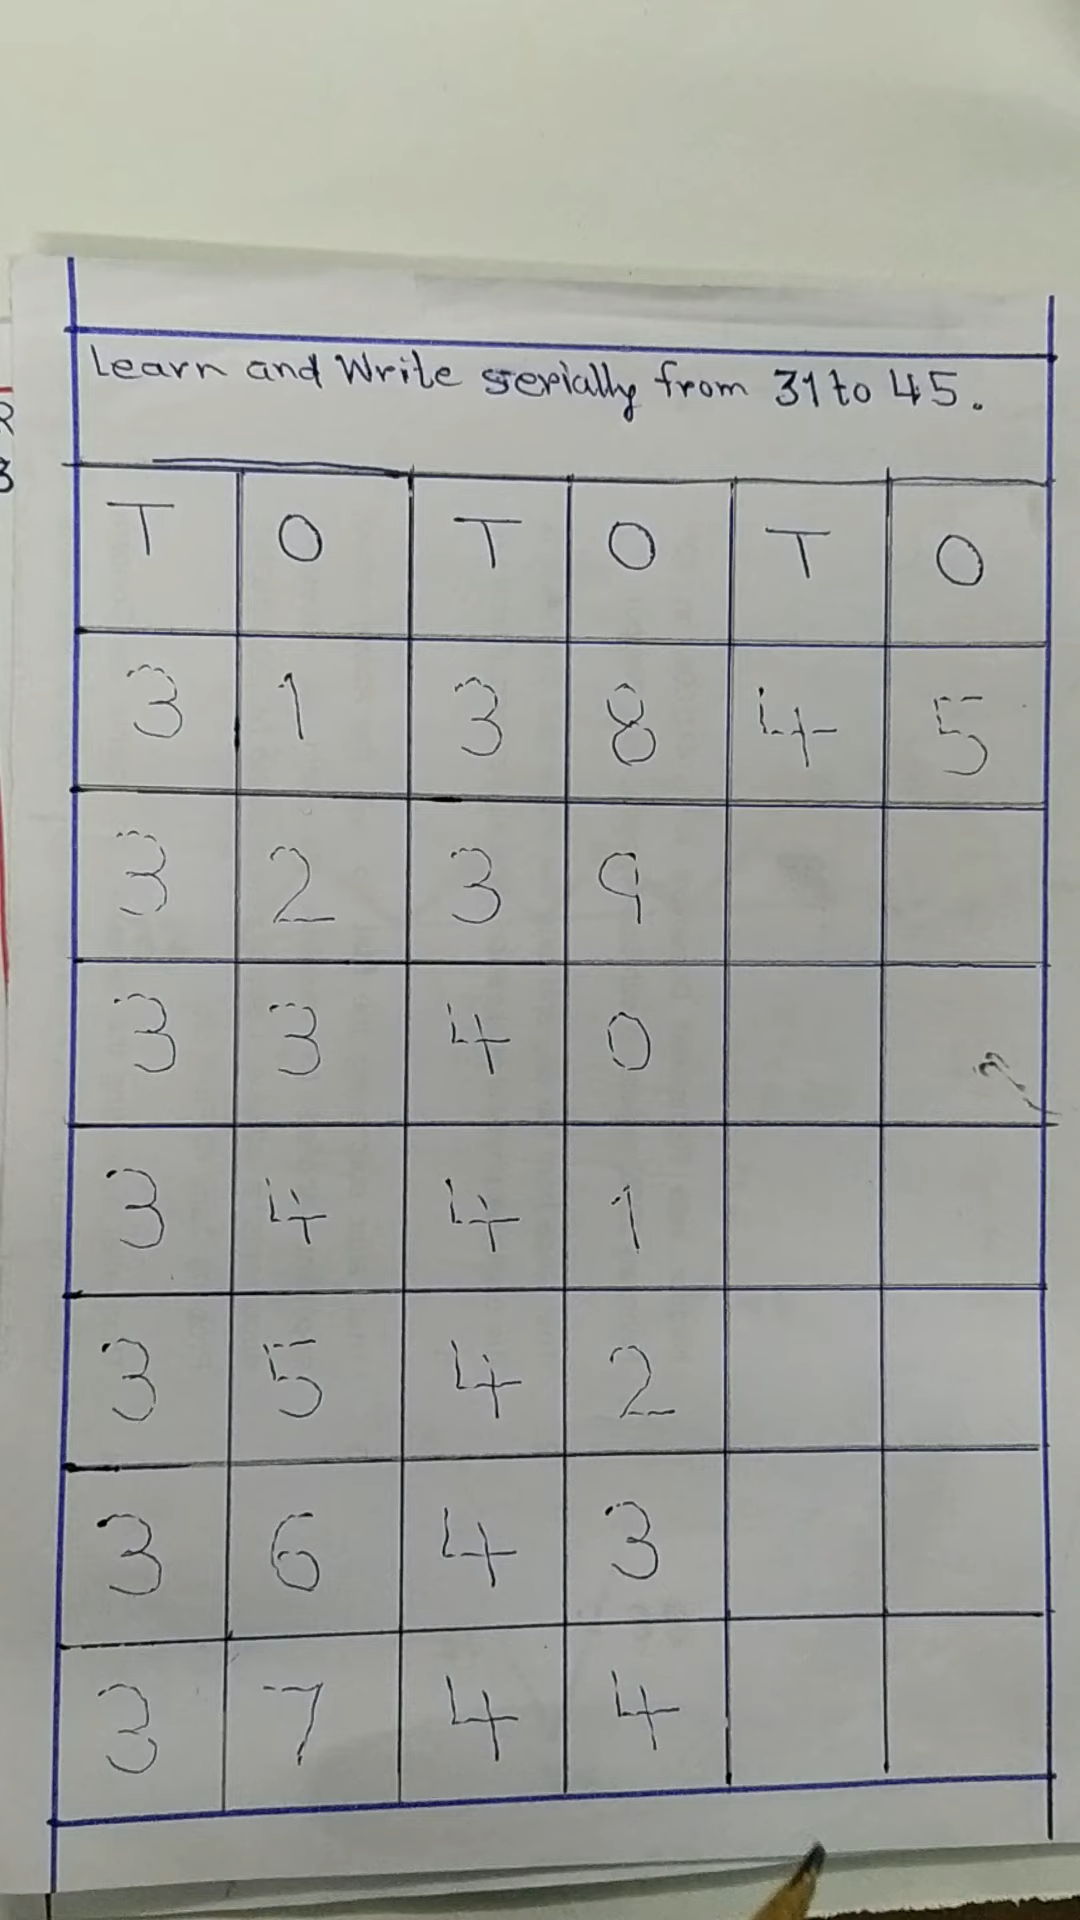 Learn and Write serially from 31 to 45.
T O T O T O
3 1 3 8 4 5
3 2 3 9
3 3 4 0
3 4 4 1
3 5 4 2
3 6 4 3
3 7 4 4